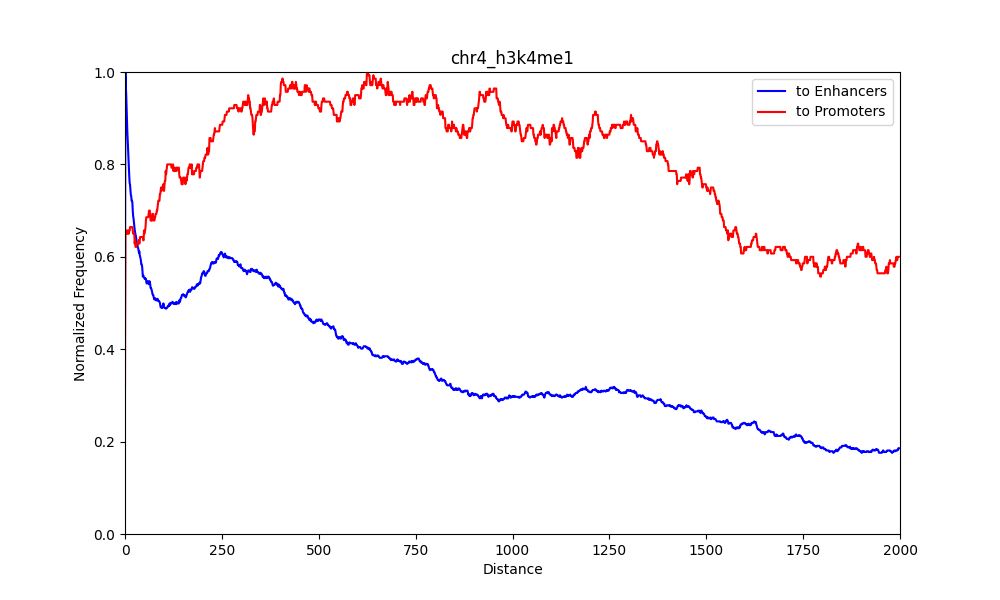 chr4_h3k4me1
to Enhancers
to Promoters
1.0
0.8
0.6
0.4
0.2
0.0
Normalized Frequency
0 250 500 750 1000 1250 1500 1750 2000
Distance